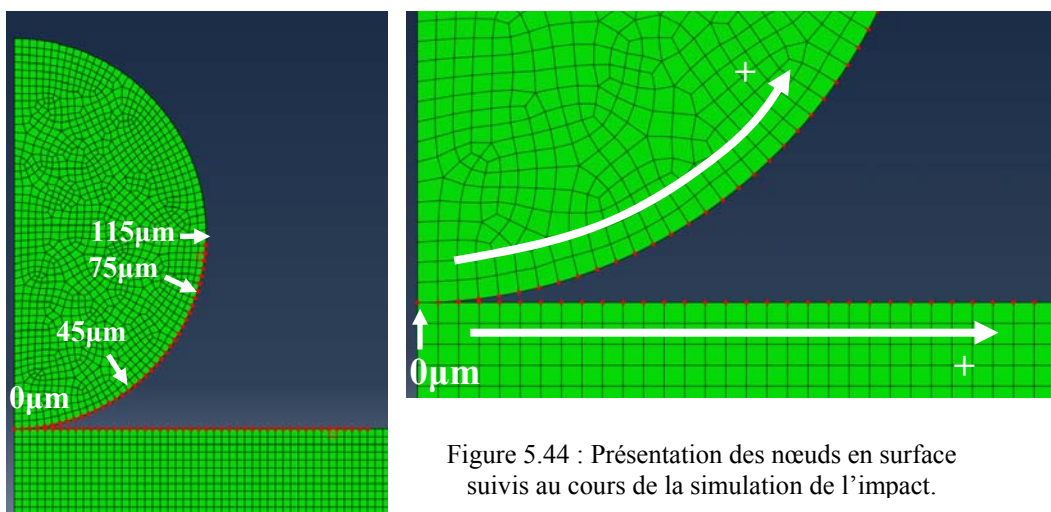 115µm
75µm
45µm
0µm
+
0µm
+
Figure 5.44 : Présentation des nœuds en surface
suivis au cours de la simulation de l’impact.